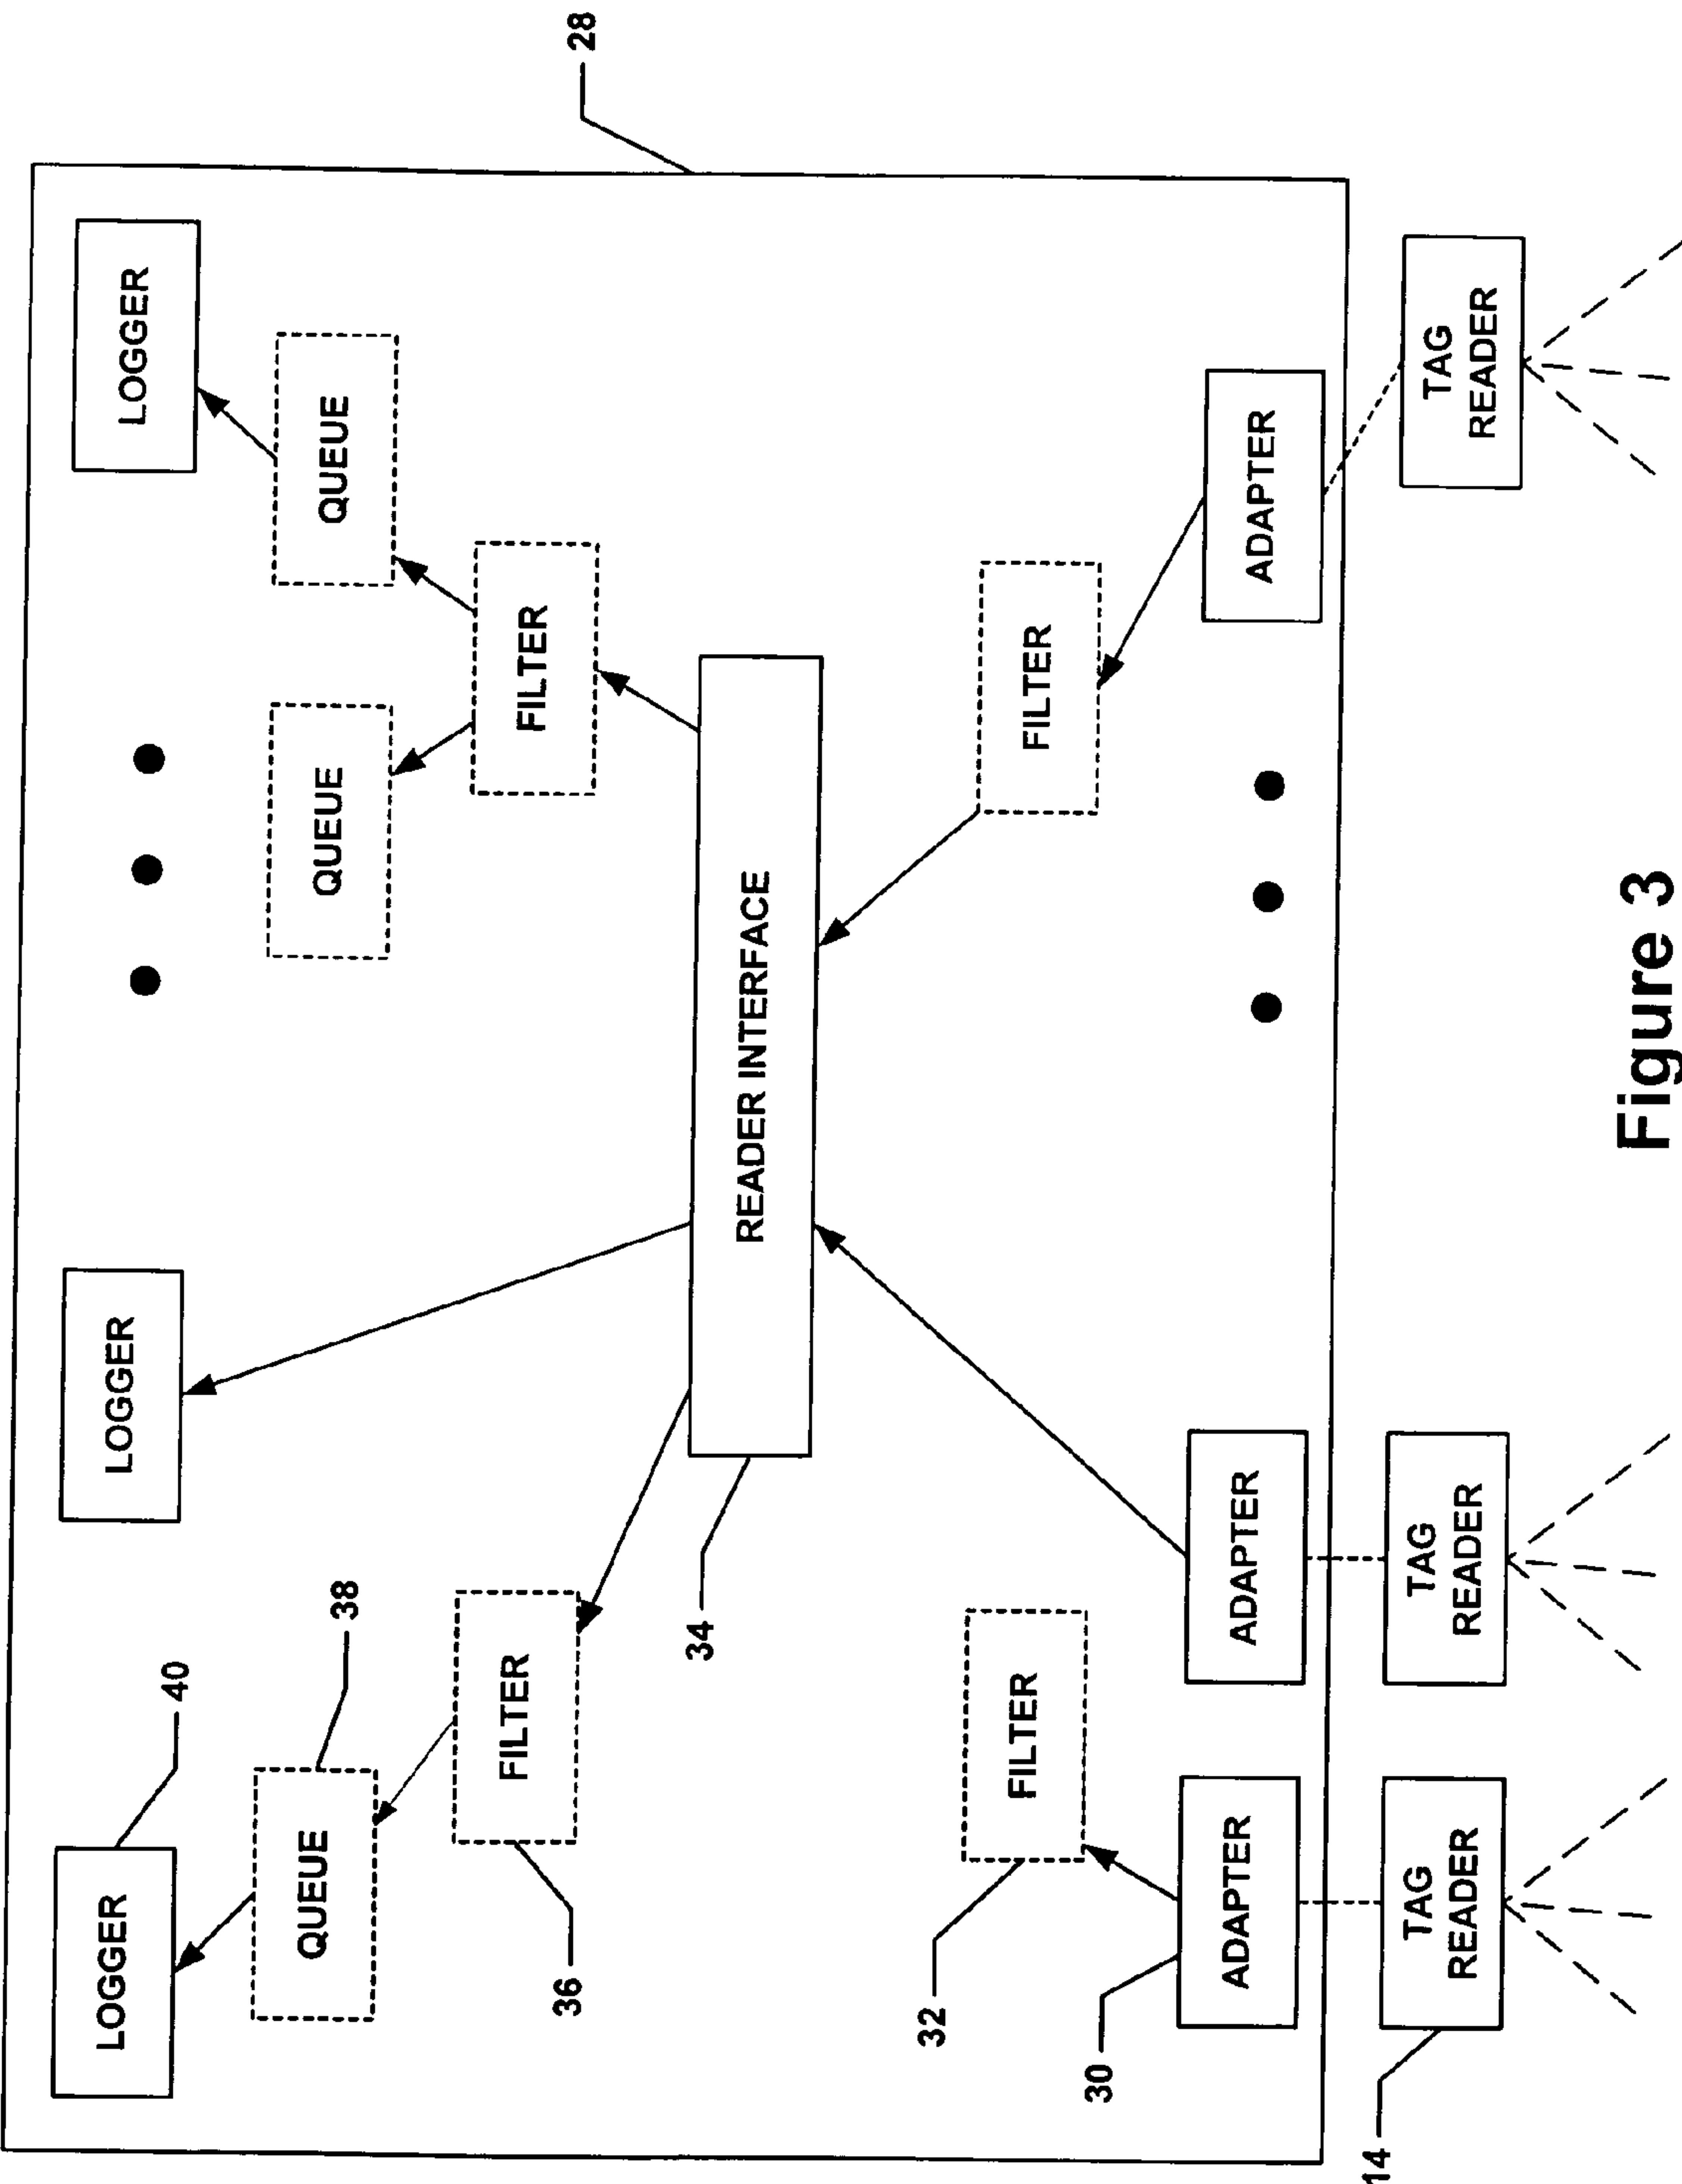 28
LOGGER
40
LOGGER
LOGGER
QUEUE
38
QUEUE
QUEUE
FILTER
36
FILTER
34
READER INTERFACE
FILTER
32
FILTER
30
ADAPTER
ADAPTER
ADAPTER
14
TAG
READER
TAG
READER
TAG
READER
Figure 3